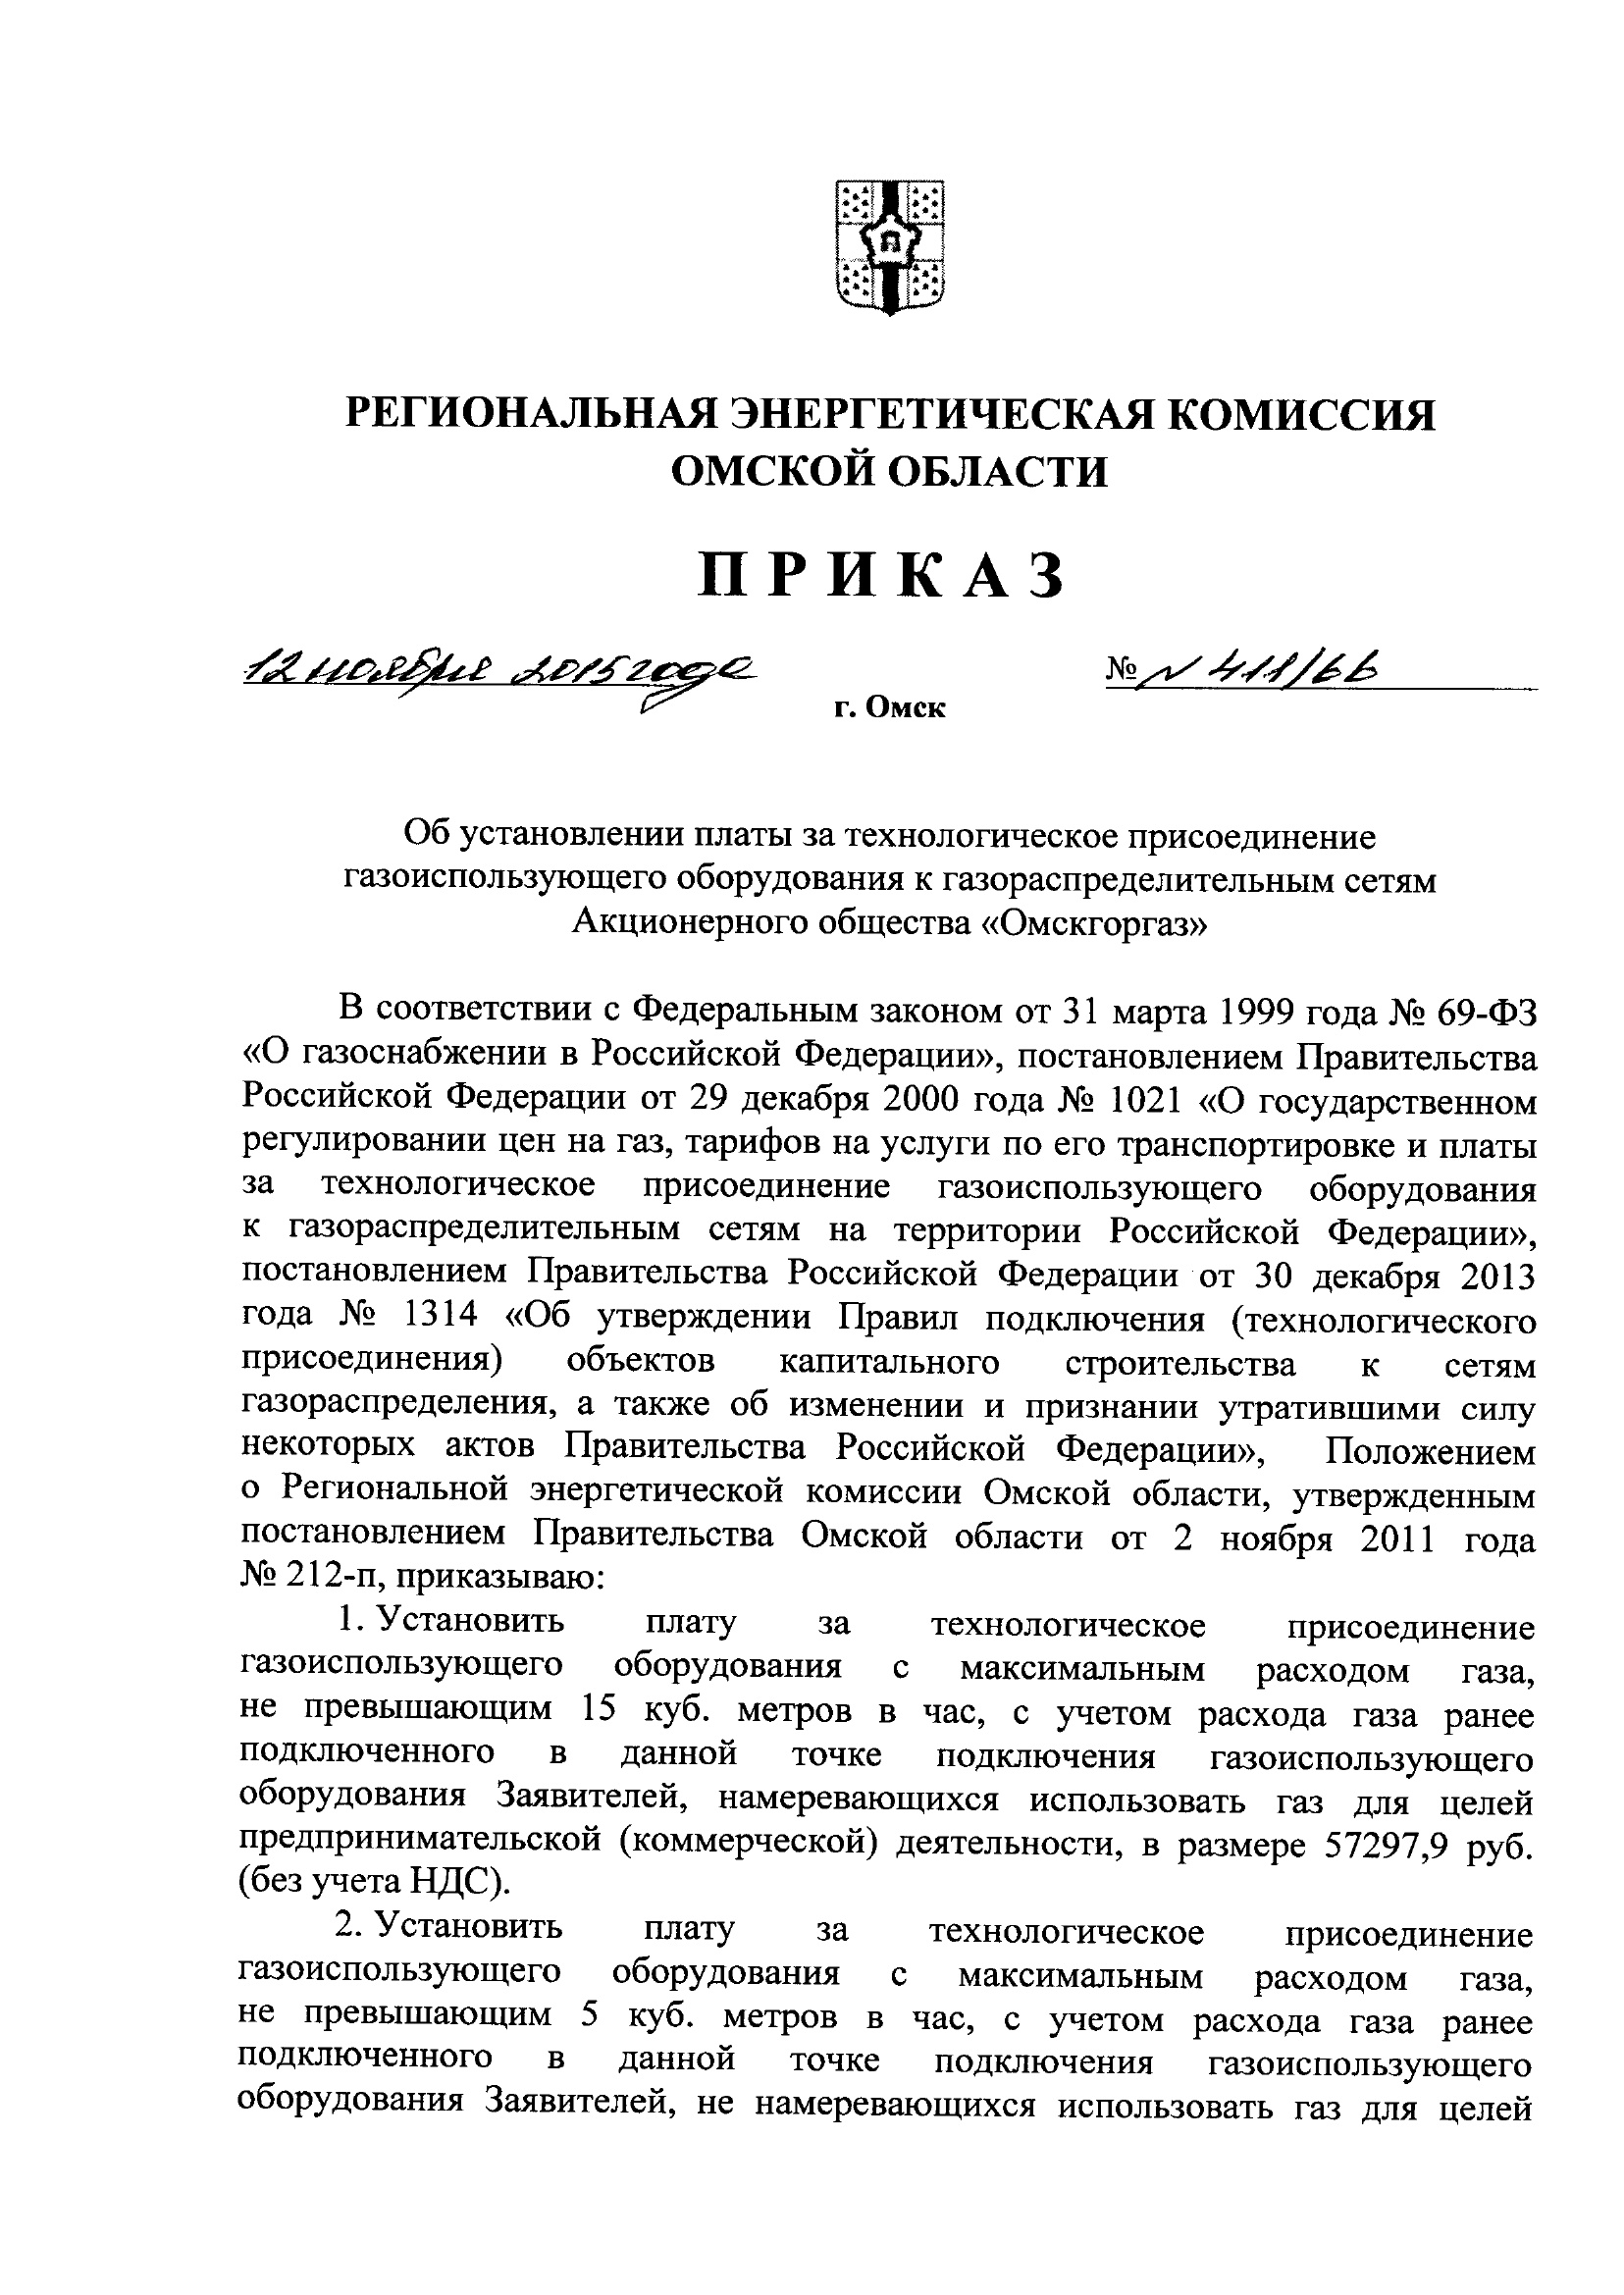 РЕГИОНАЛЬНАЯ ЭНЕРГЕТИЧЕСКАЯ КОМИССИЯ
ОМСКОЙ ОБЛАСТИ
П Р И К А З
12 ноября 2015 года № 411/66
г. Омск
Об установлении платы за технологическое присоединение
газоиспользующего оборудования к газораспределительным сетям
Акционерного общества «Омскгоргаз»
В соответствии с Федеральным законом от 31 марта 1999 года № 69-ФЗ
«О газоснабжении в Российской Федерации», постановлением Правительства
Российской Федерации от 29 декабря 2000 года № 1021 «О государственном
регулировании цен на газ, тарифов на услуги по его транспортировке и платы
за технологическое присоединение газоиспользующего оборудования
к газораспределительным сетям на территории Российской Федерации»,
постановлением Правительства Российской Федерации от 30 декабря 2013
года № 1314 «Об утверждении Правил подключения (технологического
присоединения) объектов капитального строительства к сетям
газораспределения, а также об изменении и признании утратившими силу
некоторых актов Правительства Российской Федерации», Положением
о Региональной энергетической комиссии Омской области, утвержденным
постановлением Правительства Омской области от 2 ноября 2011 года
№ 212-п, приказываю:
1. Установить плату за технологическое присоединение
газоиспользующего оборудования с максимальным расходом газа,
не превышающим 15 куб. метров в час, с учетом расхода газа ранее
подключенного в данной точке подключения газоиспользующего
оборудования Заявителей, намеревающихся использовать газ для целей
предпринимательской (коммерческой) деятельности, в размере 57297,9 руб.
(без учета НДС).
2. Установить плату за технологическое присоединение
газоиспользующего оборудования с максимальным расходом газа,
не превышающим 5 куб. метров в час, с учетом расхода газа ранее
подключенного в данной точке подключения газоиспользующего
оборудования Заявителей, не намеревающихся использовать газ для целей